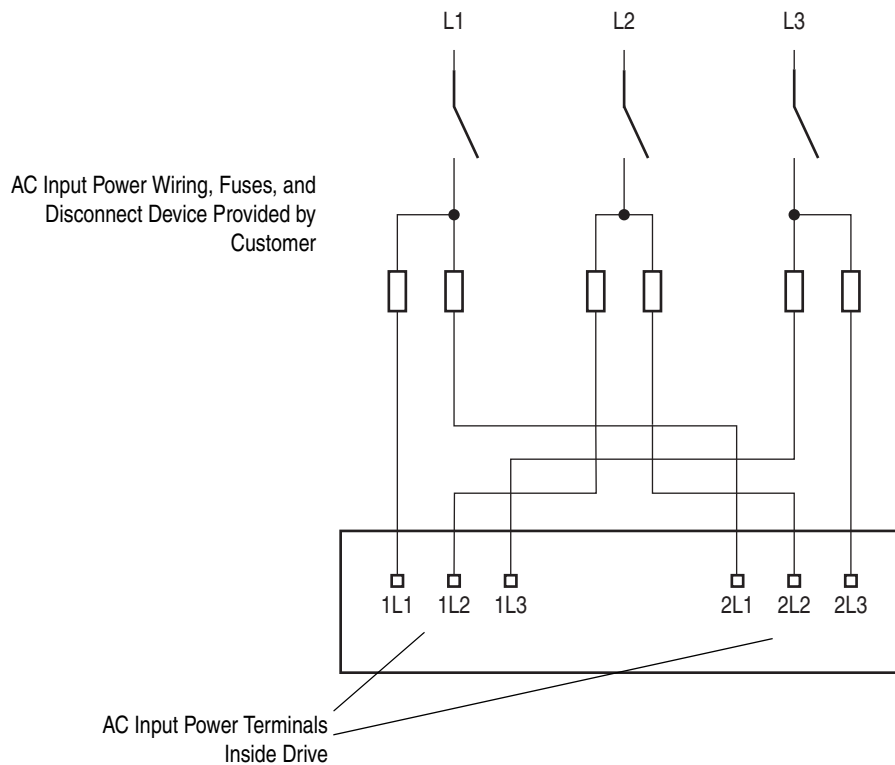 L1
L2
L3
AC Input Power Wiring, Fuses, and
Disconnect Device Provided by
Customer
1L1
1L2
1L3
2L1
2L2
2L3
AC Input Power Terminals
Inside Drive